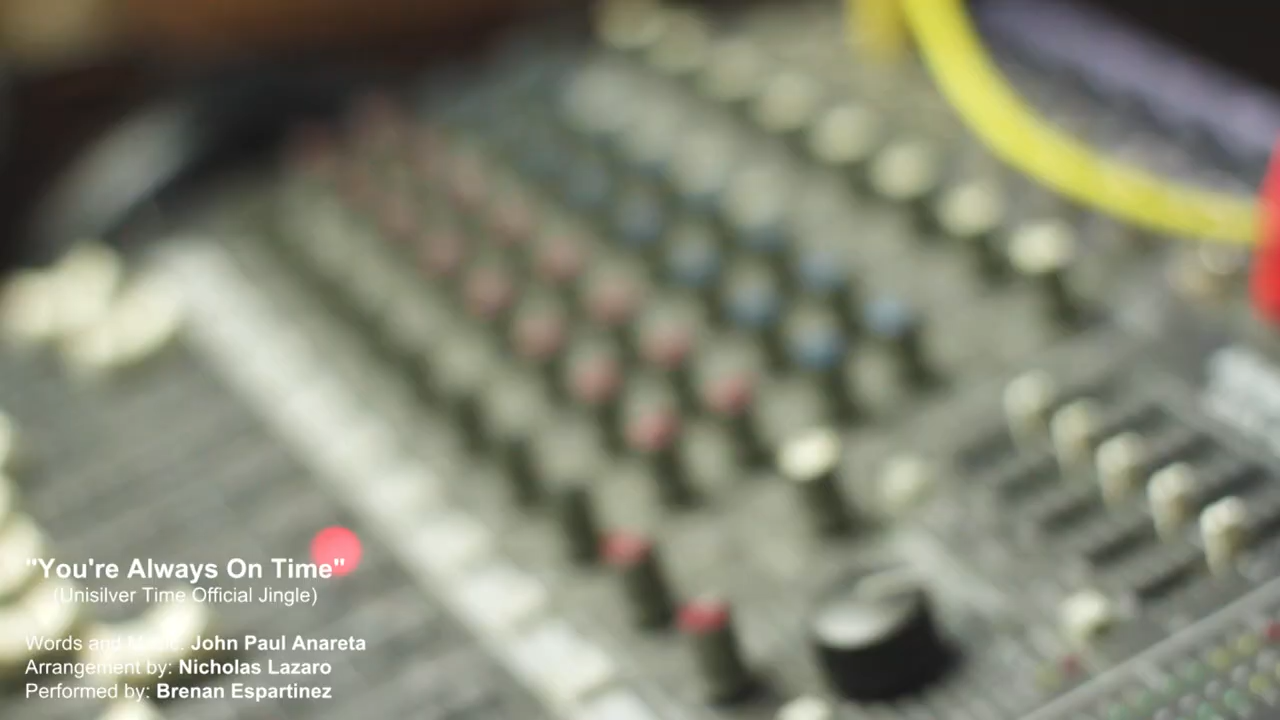 "You're Always On Time"
(Unisilver Time Official Jingle)
Words and Music: John Paul Anareta
Arrangement by: Nicholas Lazaro
Performed by: Brenan Espartinez